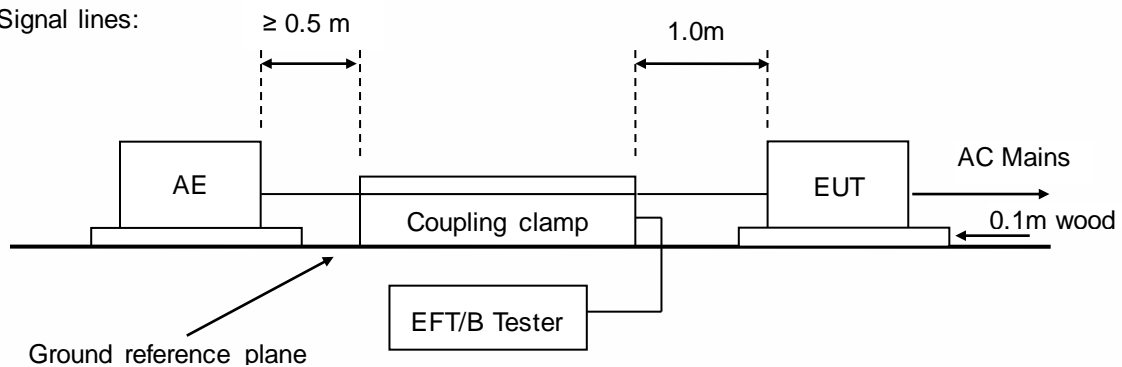 Signal lines:
≥ 0.5 m
1.0m
AE
Coupling clamp
EUT
AC Mains
0.1m wood
EFT/B Tester
Ground reference plane